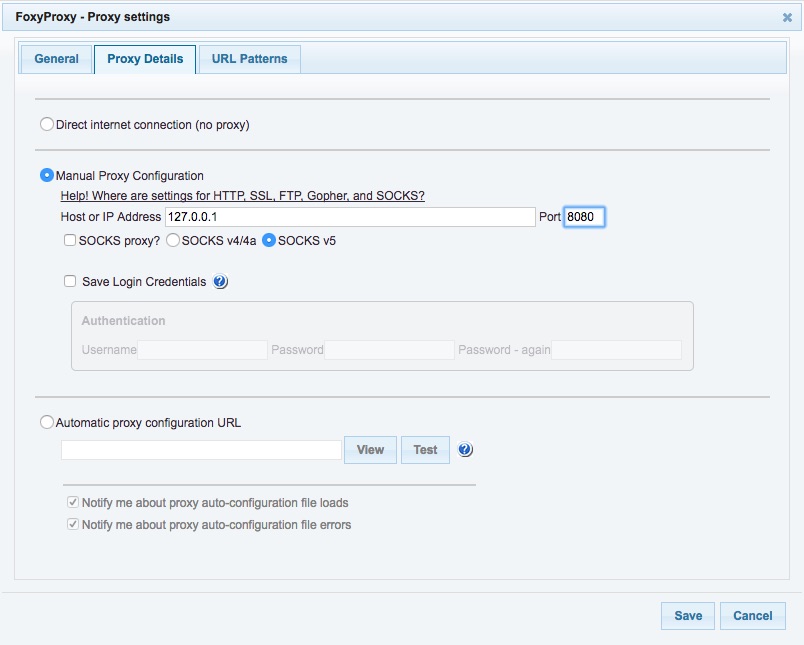 FoxyProxy - Proxy settings
General Proxy Details URL Patterns
Direct internet connection (no proxy)
Manual Proxy Configuration
Help! Where are settings for HTTP, SSL, FTP, Gopher, and SOCKS?
Host or IP Address 127.0.0.1 Port 8080
SOCKS proxy? SOCKS v4/4a SOCKS v5
Save Login Credentials ?
Authentication
Username Password Password - again
Automatic proxy configuration URL
View Test ?
Notify me about proxy auto-configuration file loads
Notify me about proxy auto-configuration file errors
Save Cancel